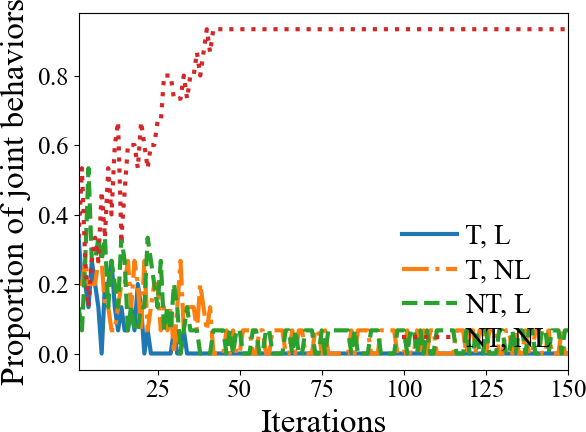 Proportion of joint behaviors
0.8
0.6
0.4
0.2
0.0
T, L
T, NL
NT, L
NT, NL
25
50
75
100
125
150
Iterations